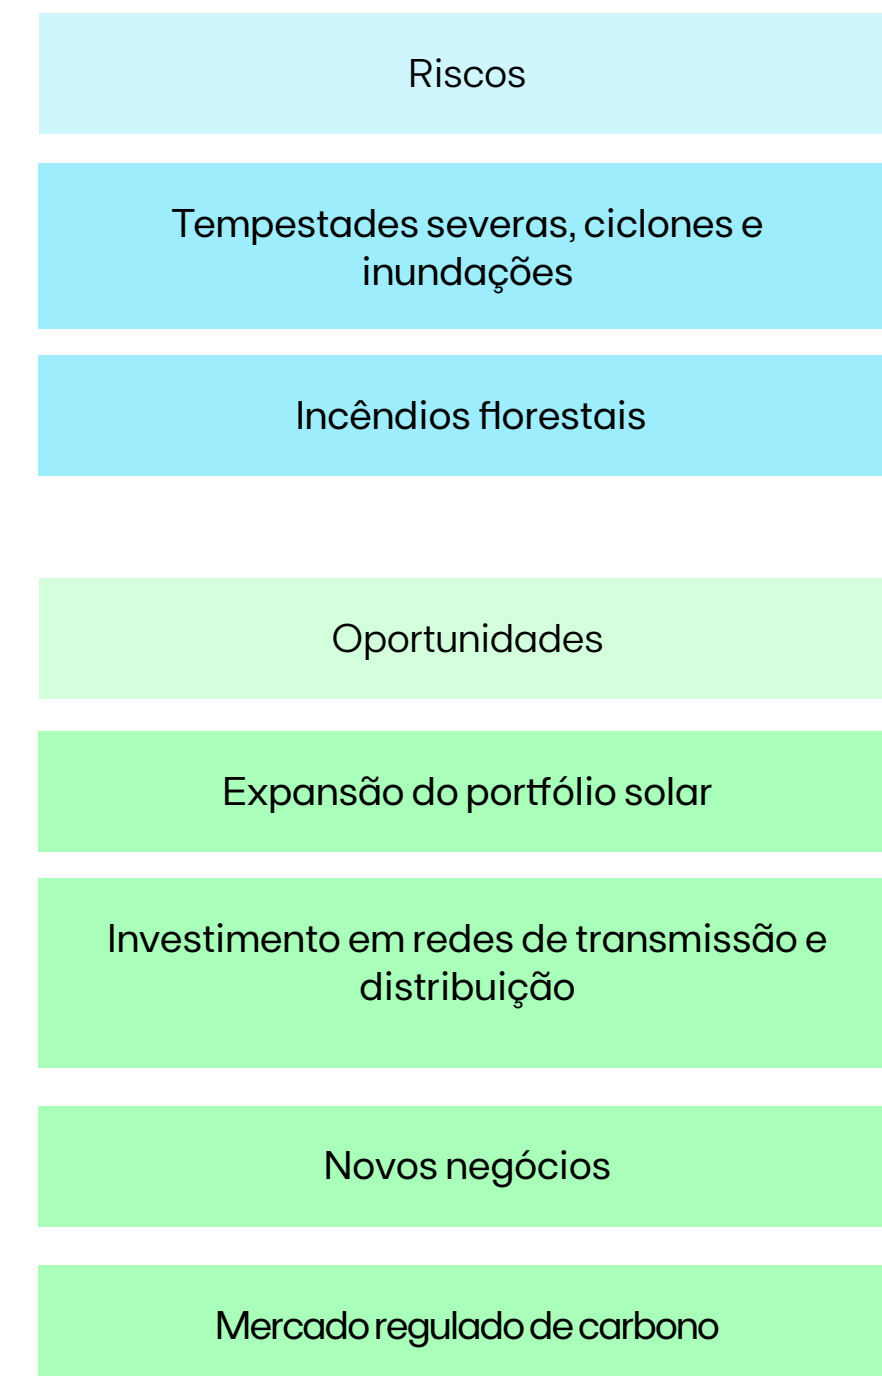 Riscos
Tempestades severas, ciclones e
inundações
Incêndios florestais
Oportunidades
Expansão do portfólio solar
Investimento em redes de transmissão e
distribuição
Novos negócios
Mercado regulado de carbono